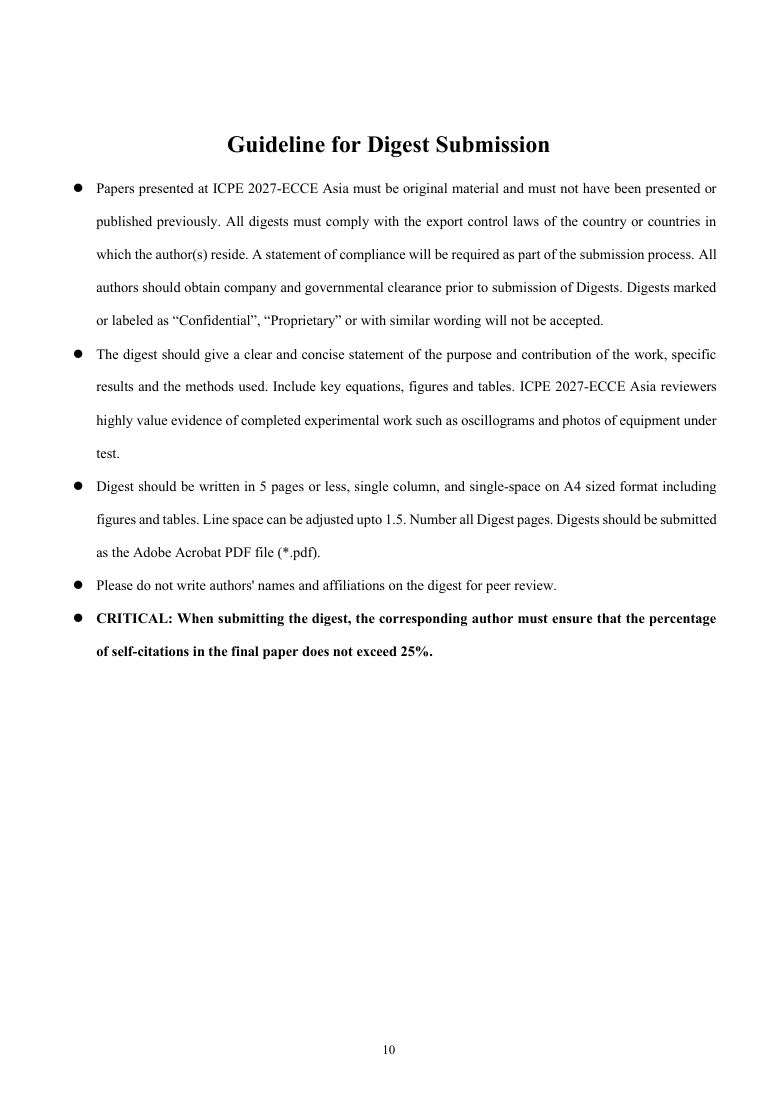 Guideline for Digest Submission
● Papers presented at ICPE 2027-ECCE Asia must be original material and must not have been presented or
published previously. All digests must comply with the export control laws of the country or countries in
which the author(s) reside. A statement of compliance will be required as part of the submission process. All
authors should obtain company and governmental clearance prior to submission of Digests. Digests marked
or labeled as “Confidential”, “Proprietary” or with similar wording will not be accepted.
● The digest should give a clear and concise statement of the purpose and contribution of the work, specific
results and the methods used. Include key equations, figures and tables. ICPE 2027-ECCE Asia reviewers
highly value evidence of completed experimental work such as oscillograms and photos of equipment under
test.
● Digest should be written in 5 pages or less, single column, and single-space on A4 sized format including
figures and tables. Line space can be adjusted upto 1.5. Number all Digest pages. Digests should be submitted
as the Adobe Acrobat PDF file (*.pdf).
● Please do not write authors' names and affiliations on the digest for peer review.
● CRITICAL: When submitting the digest, the corresponding author must ensure that the percentage
of self-citations in the final paper does not exceed 25%.
10